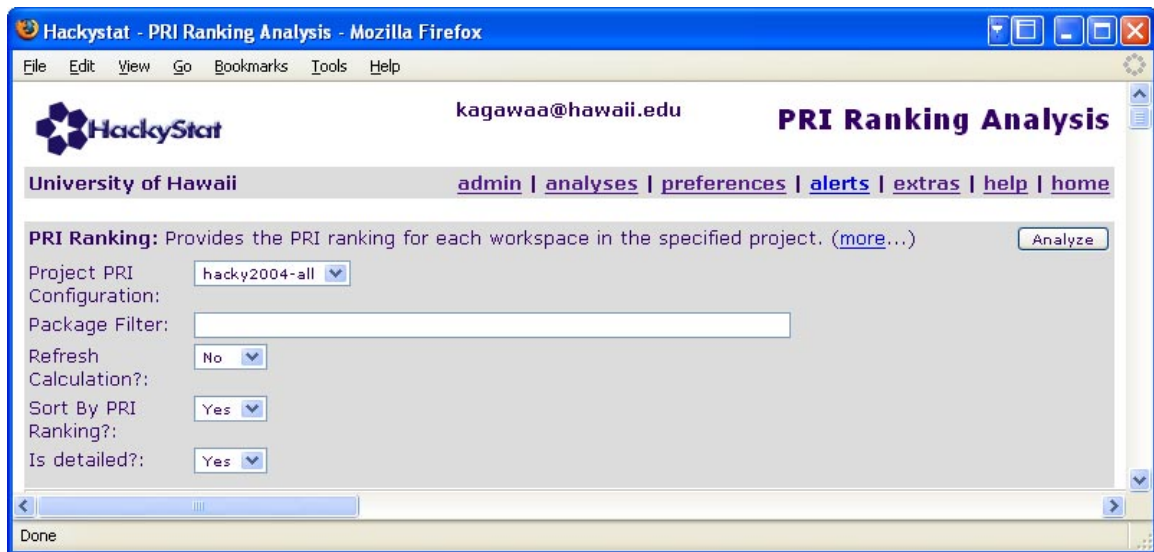 Hackystat - PRI Ranking Analysis - Mozilla Firefox
File Edit View Go Bookmarks Tools Help
HackyStat
kagawaa@hawaii.edu
PRI Ranking Analysis
University of Hawaii
admin | analyses | preferences | alerts | extras | help | home
PRI Ranking: Provides the PRI ranking for each workspace in the specified project. (more...) Analyze
Project PRI
Configuration:
hacky2004-all
Package Filter:
Refresh
Calculation?:
No
Sort By PRI
Ranking?:
Yes
Is detailed?: Yes
Done